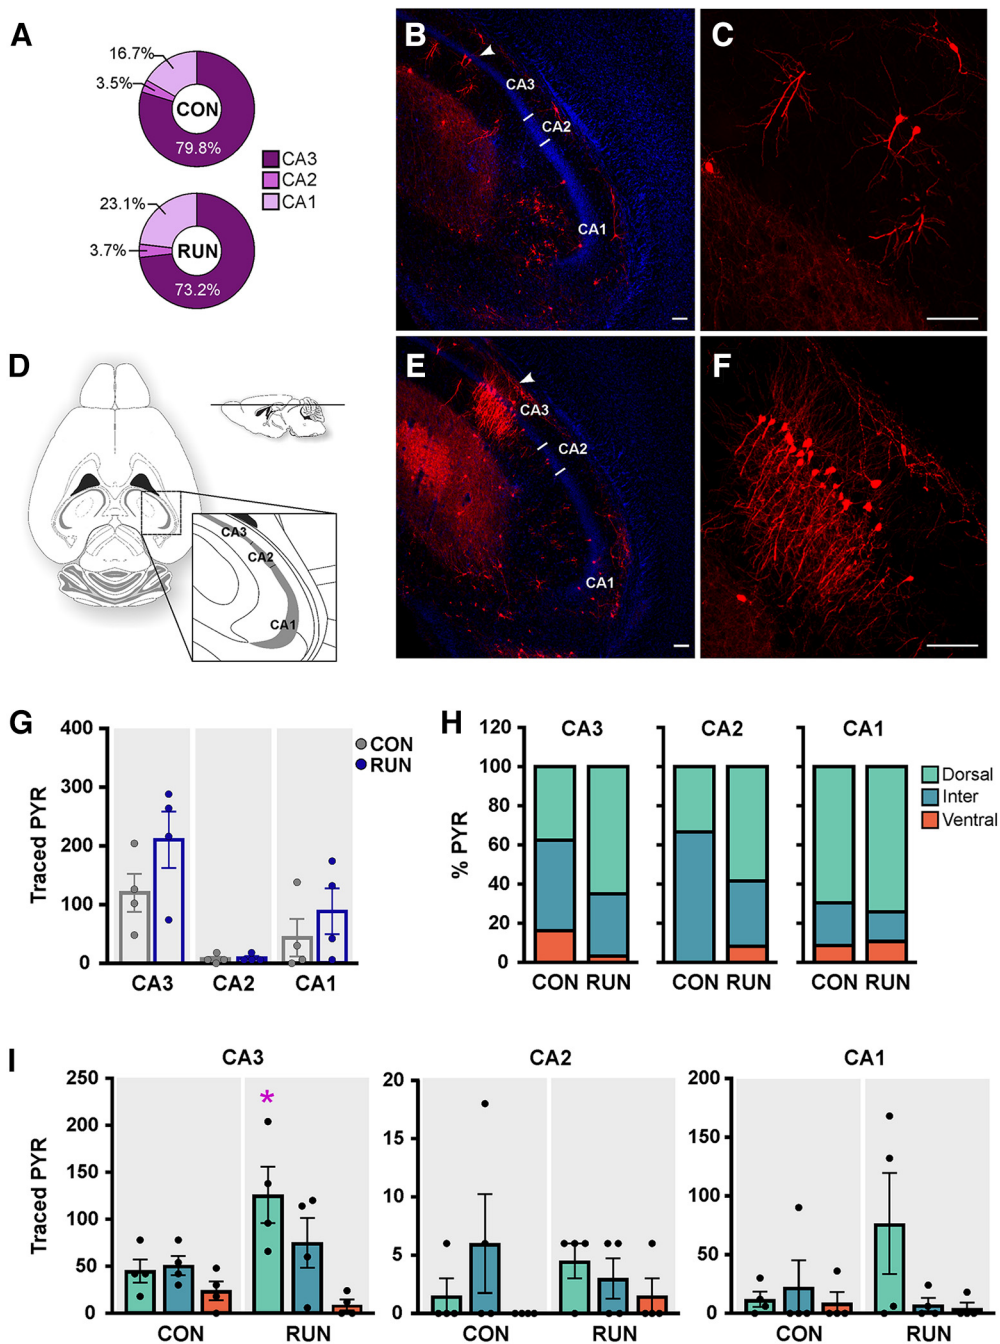 A
16.7%
3.5%
CON
79.8%
CA3
CA2
CA1
23.1%
3.7%
RUN
73.2%
B
CA3
CA2
CA1
C
D
CA3
CA2
CA1
E
CA3
CA2
CA1
F
G
400
300
200
100
0
Traced PYR
CA3 CA2 CA1
CON
RUN
H
CA3 CA2 CA1
120
100
80
60
40
20
0
% PYR
CON RUN CON RUN CON RUN
Dorsal
Inter
Ventral
I
CA3
250
200
150
100
50
0
Traced PYR
*
CON RUN
CA2
20
15
10
5
0
CON RUN
CA1
200
150
100
50
0
CON RUN